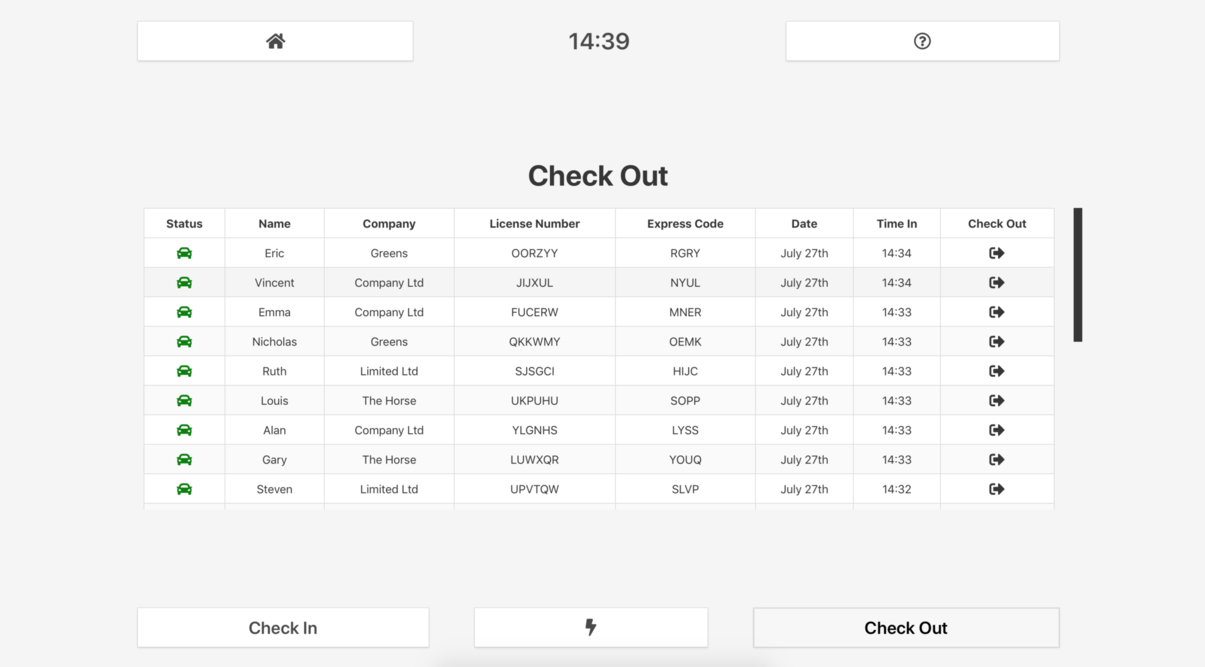 14:39
Check Out
Status Name Company License Number Express Code Date Time In Check Out
Eric Greens OORZYY RGRY July 27th 14:34
Vincent Company Ltd JIJXUL NYUL July 27th 14:34
Emma Company Ltd FUCERW MNER July 27th 14:33
Nicholas Greens QKKWMY OEMK July 27th 14:33
Ruth Limited Ltd SJSGCI HIJC July 27th 14:33
Louis The Horse UKPUHU SOPP July 27th 14:33
Alan Company Ltd YLGNHS LYSS July 27th 14:33
Gary The Horse LUWXQR YOUQ July 27th 14:33
Steven Limited Ltd UPVTQW SLVP July 27th 14:32
Check In Check Out